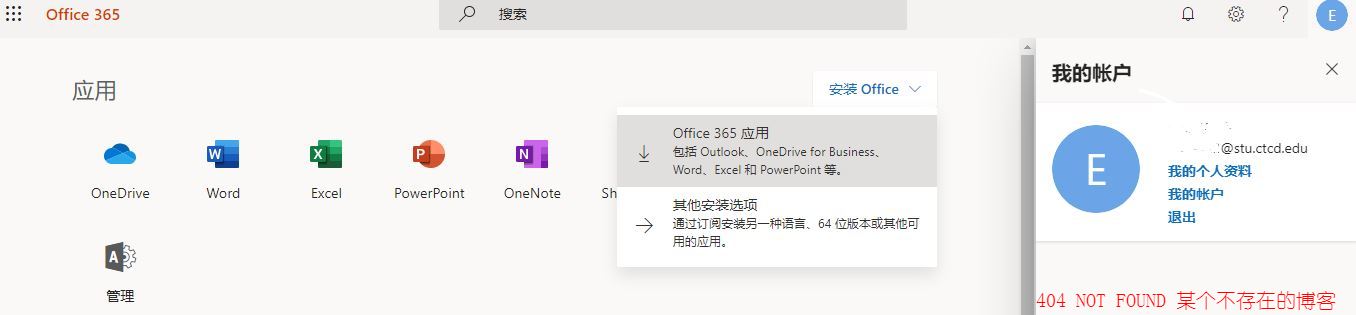 Office 365
搜索
E
应用
安装 Office
我的帐户
Office 365 应用
包括 Outlook、OneDrive for Business、
Word、Excel 和 PowerPoint 等。
OneDrive
Word
Excel
PowerPoint
OneNote
Sh
其他安装选项
通过订阅安装另一种语言、64 位版本或其他可
用的应用。
管理
E
@stu.ctcd.edu
我的个人资料
我的帐户
退出
404 NOT FOUND 某个不存在的博客